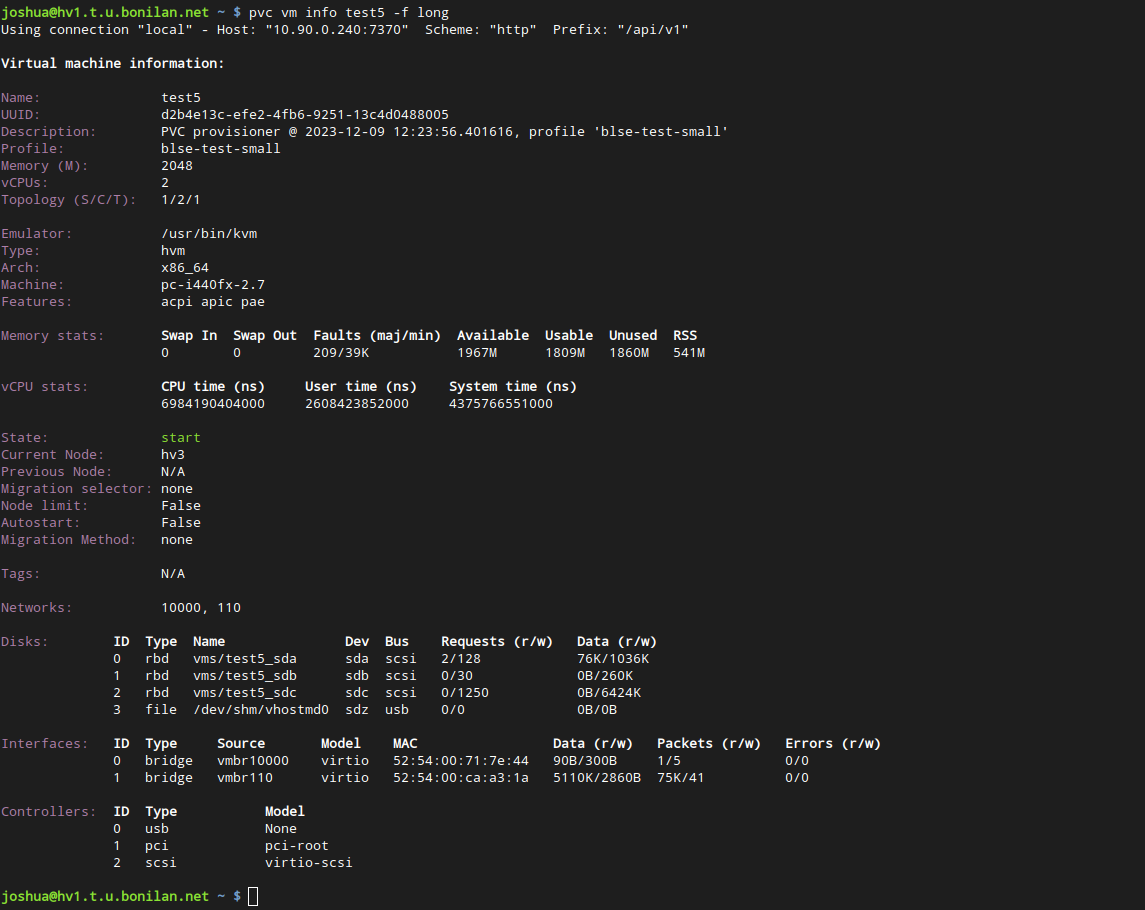 joshua@hv1.t.u.bonilan.net ~ $ pvc vm info test5 -f long
Using connection "local" - Host: "10.90.0.240:7370"  Scheme: "http"  Prefix: "/api/v1"
Virtual machine information:
Name:               test5
UUID:               d2b4e13c-efe2-4fb6-9251-13c4d0488005
Description:        PVC provisioner @ 2023-12-09 12:23:56.401616, profile 'blse-test-small'
Profile:            blse-test-small
Memory (M):         2048
vCPUs:              2
Topology (S/C/T):   1/2/1
Emulator:           /usr/bin/kvm
Type:               hvm
Arch:               x86_64
Machine:            pc-i440fx-2.7
Features:           acpi apic pae
Memory stats:       Swap In  Swap Out  Faults (maj/min)  Available  Usable  Unused  RSS
                    0        0         209/39K           1967M      1809M   1860M   541M
vCPU stats:         CPU time (ns)     User time (ns)    System time (ns)
                    6984190404000     2608423852000     4375766551000
State:              start
Current Node:       hv3
Previous Node:      N/A
Migration selector: none
Node limit:         False
Autostart:          False
Migration Method:   none
Tags:               N/A
Networks:           10000, 110
Disks:        ID  Type  Name               Dev  Bus    Requests (r/w)   Data (r/w)
              0   rbd   vms/test5_sda      sda  scsi   2/128            76K/1036K
              1   rbd   vms/test5_sdb      sdb  scsi   0/30             0B/260K
              2   rbd   vms/test5_sdc      sdc  scsi   0/1250           0B/6424K
              3   file  /dev/shm/vhostmd0  sdz  usb    0/0              0B/0B
Interfaces:   ID  Type     Source       Model    MAC                 Data (r/w)   Packets (r/w)   Errors (r/w)
              0   bridge   vmbr10000    virtio   52:54:00:71:7e:44   90B/300B     1/5             0/0
              1   bridge   vmbr110      virtio   52:54:00:ca:a3:1a   5110K/2860B  75K/41          0/0
Controllers:  ID  Type           Model
              0   usb            None
              1   pci            pci-root
              2   scsi           virtio-scsi
joshua@hv1.t.u.bonilan.net ~ $